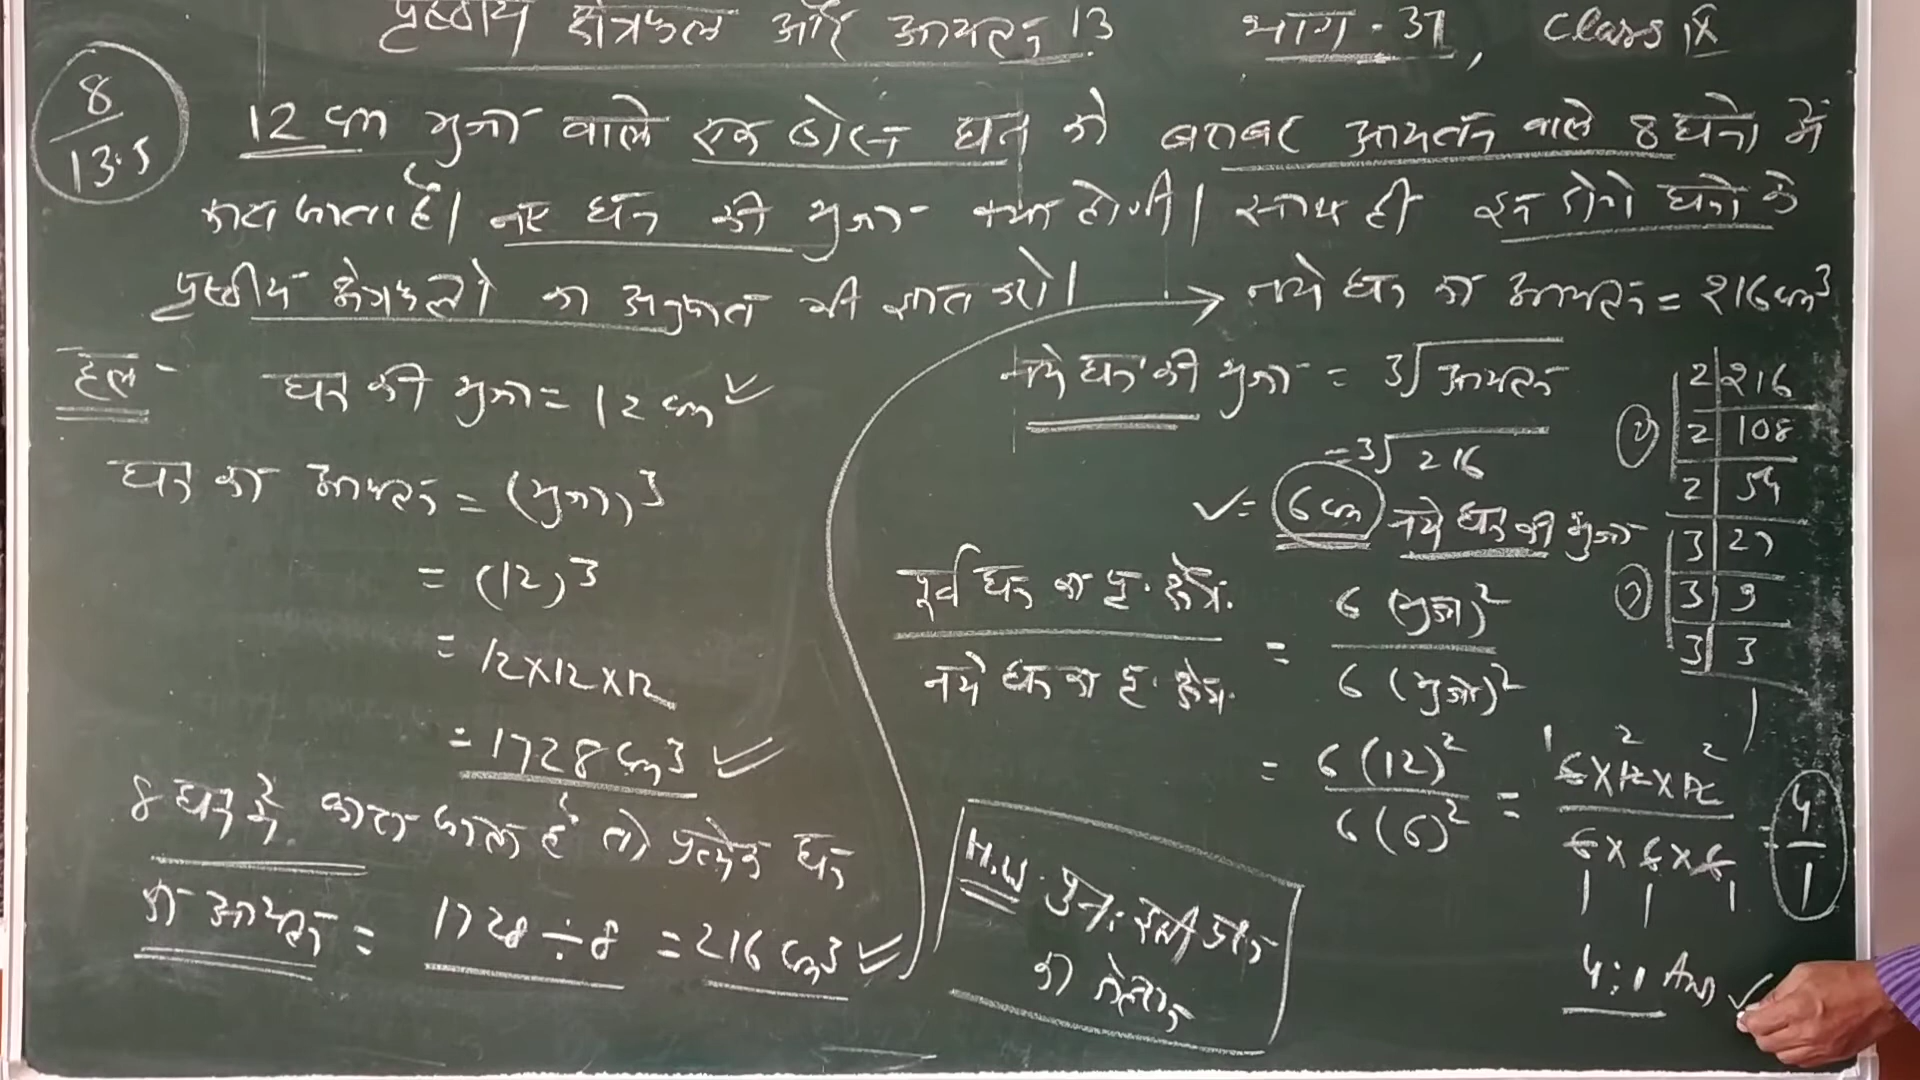 पृष्ठीय क्षेत्रफल और आयतन 13 भाग - 37, Class IX
8/13.5
12 cm भुजा वाले एक ठोस घन को बराबर आयतन वाले 8 घनो में
काटा जाता है। नए घन की भुजा क्या होगी। साथ ही इन दोनो घनो के
पृष्ठीय क्षेत्रफलो का अनुपात भी ज्ञात करो।
हल - घन की भुजा = 12 cm ✓
घन का आयतन = (भुजा)³
= (12)³
= 12×12×12
= 1728 cm³ ✓
8 घन में काटा जाता है तो प्रत्येक घन
का आयतन = 1728 ÷ 8 = 216 cm³ ✓
→ नये घन का आयतन = 216 cm³
नये घन की भुजा = ³√आयतन
= ³√216
✓ = 6 cm नये घन की भुजा
2 | 216
2 | 108
2 | 54
3 | 27
3 | 9
3 | 3
1
पूर्व घन का पृ. क्षेत्र. / नये घन का पृ. क्षेत्र. = 6 (भुजा)² / 6 (भुजा)²
= 6(12)² / 6(6)² = 6×12×12 / 6×6×6 = 4/1
4:1 Ans ✓
H.W. पुन: इसी प्रश्न